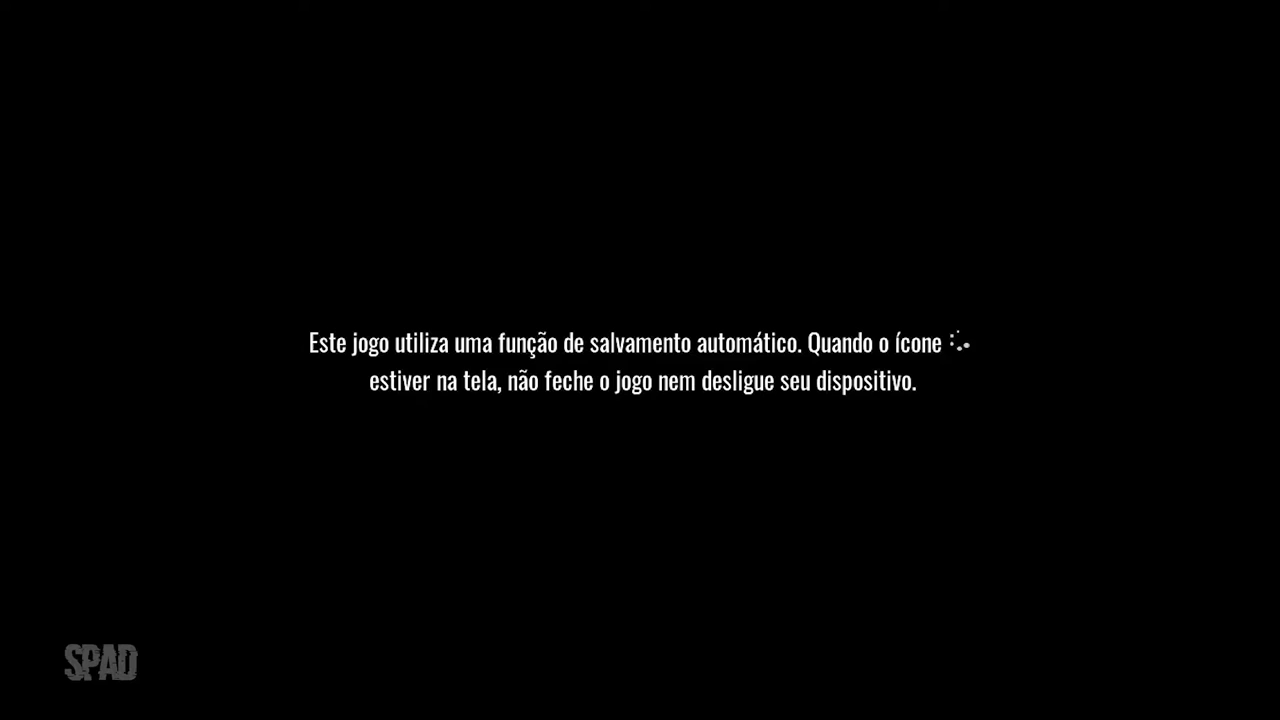 Este jogo utiliza uma função de salvamento automático. Quando o ícone
estiver na tela, não feche o jogo nem desligue seu dispositivo.
SPAD